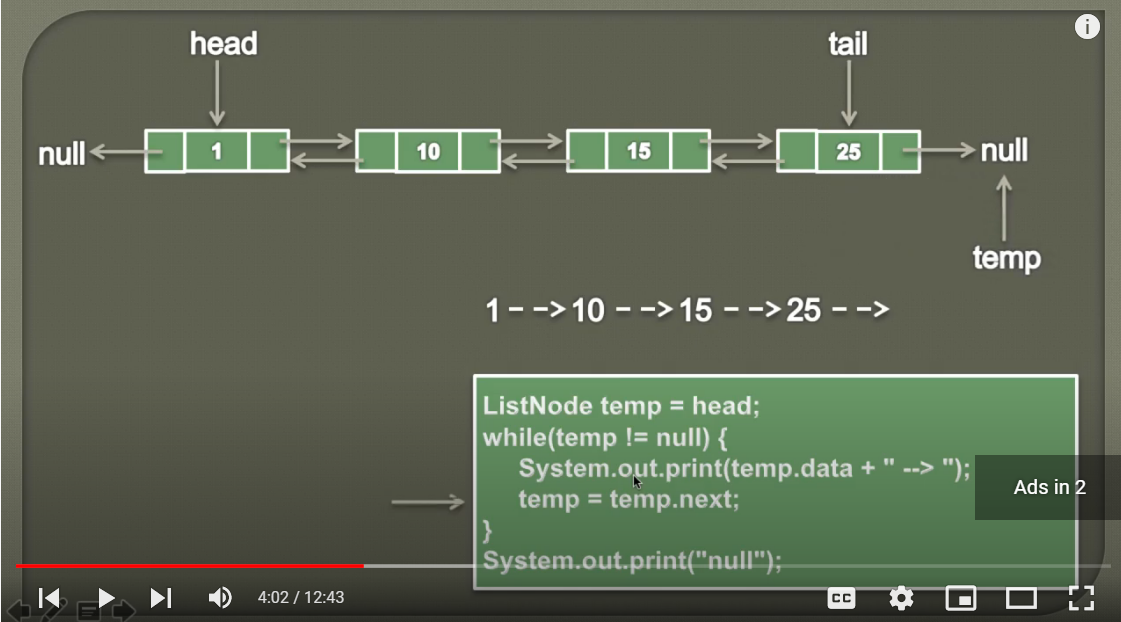 head
tail
null
1
10
15
25
null
temp
1 - -> 10 - -> 15 - -> 25 - ->
ListNode temp = head;
while(temp != null) {
System.out.print(temp.data + " --> ");
temp = temp.next;
}
System.out.print("null");
Ads in 2
4:02 / 12:43
CC